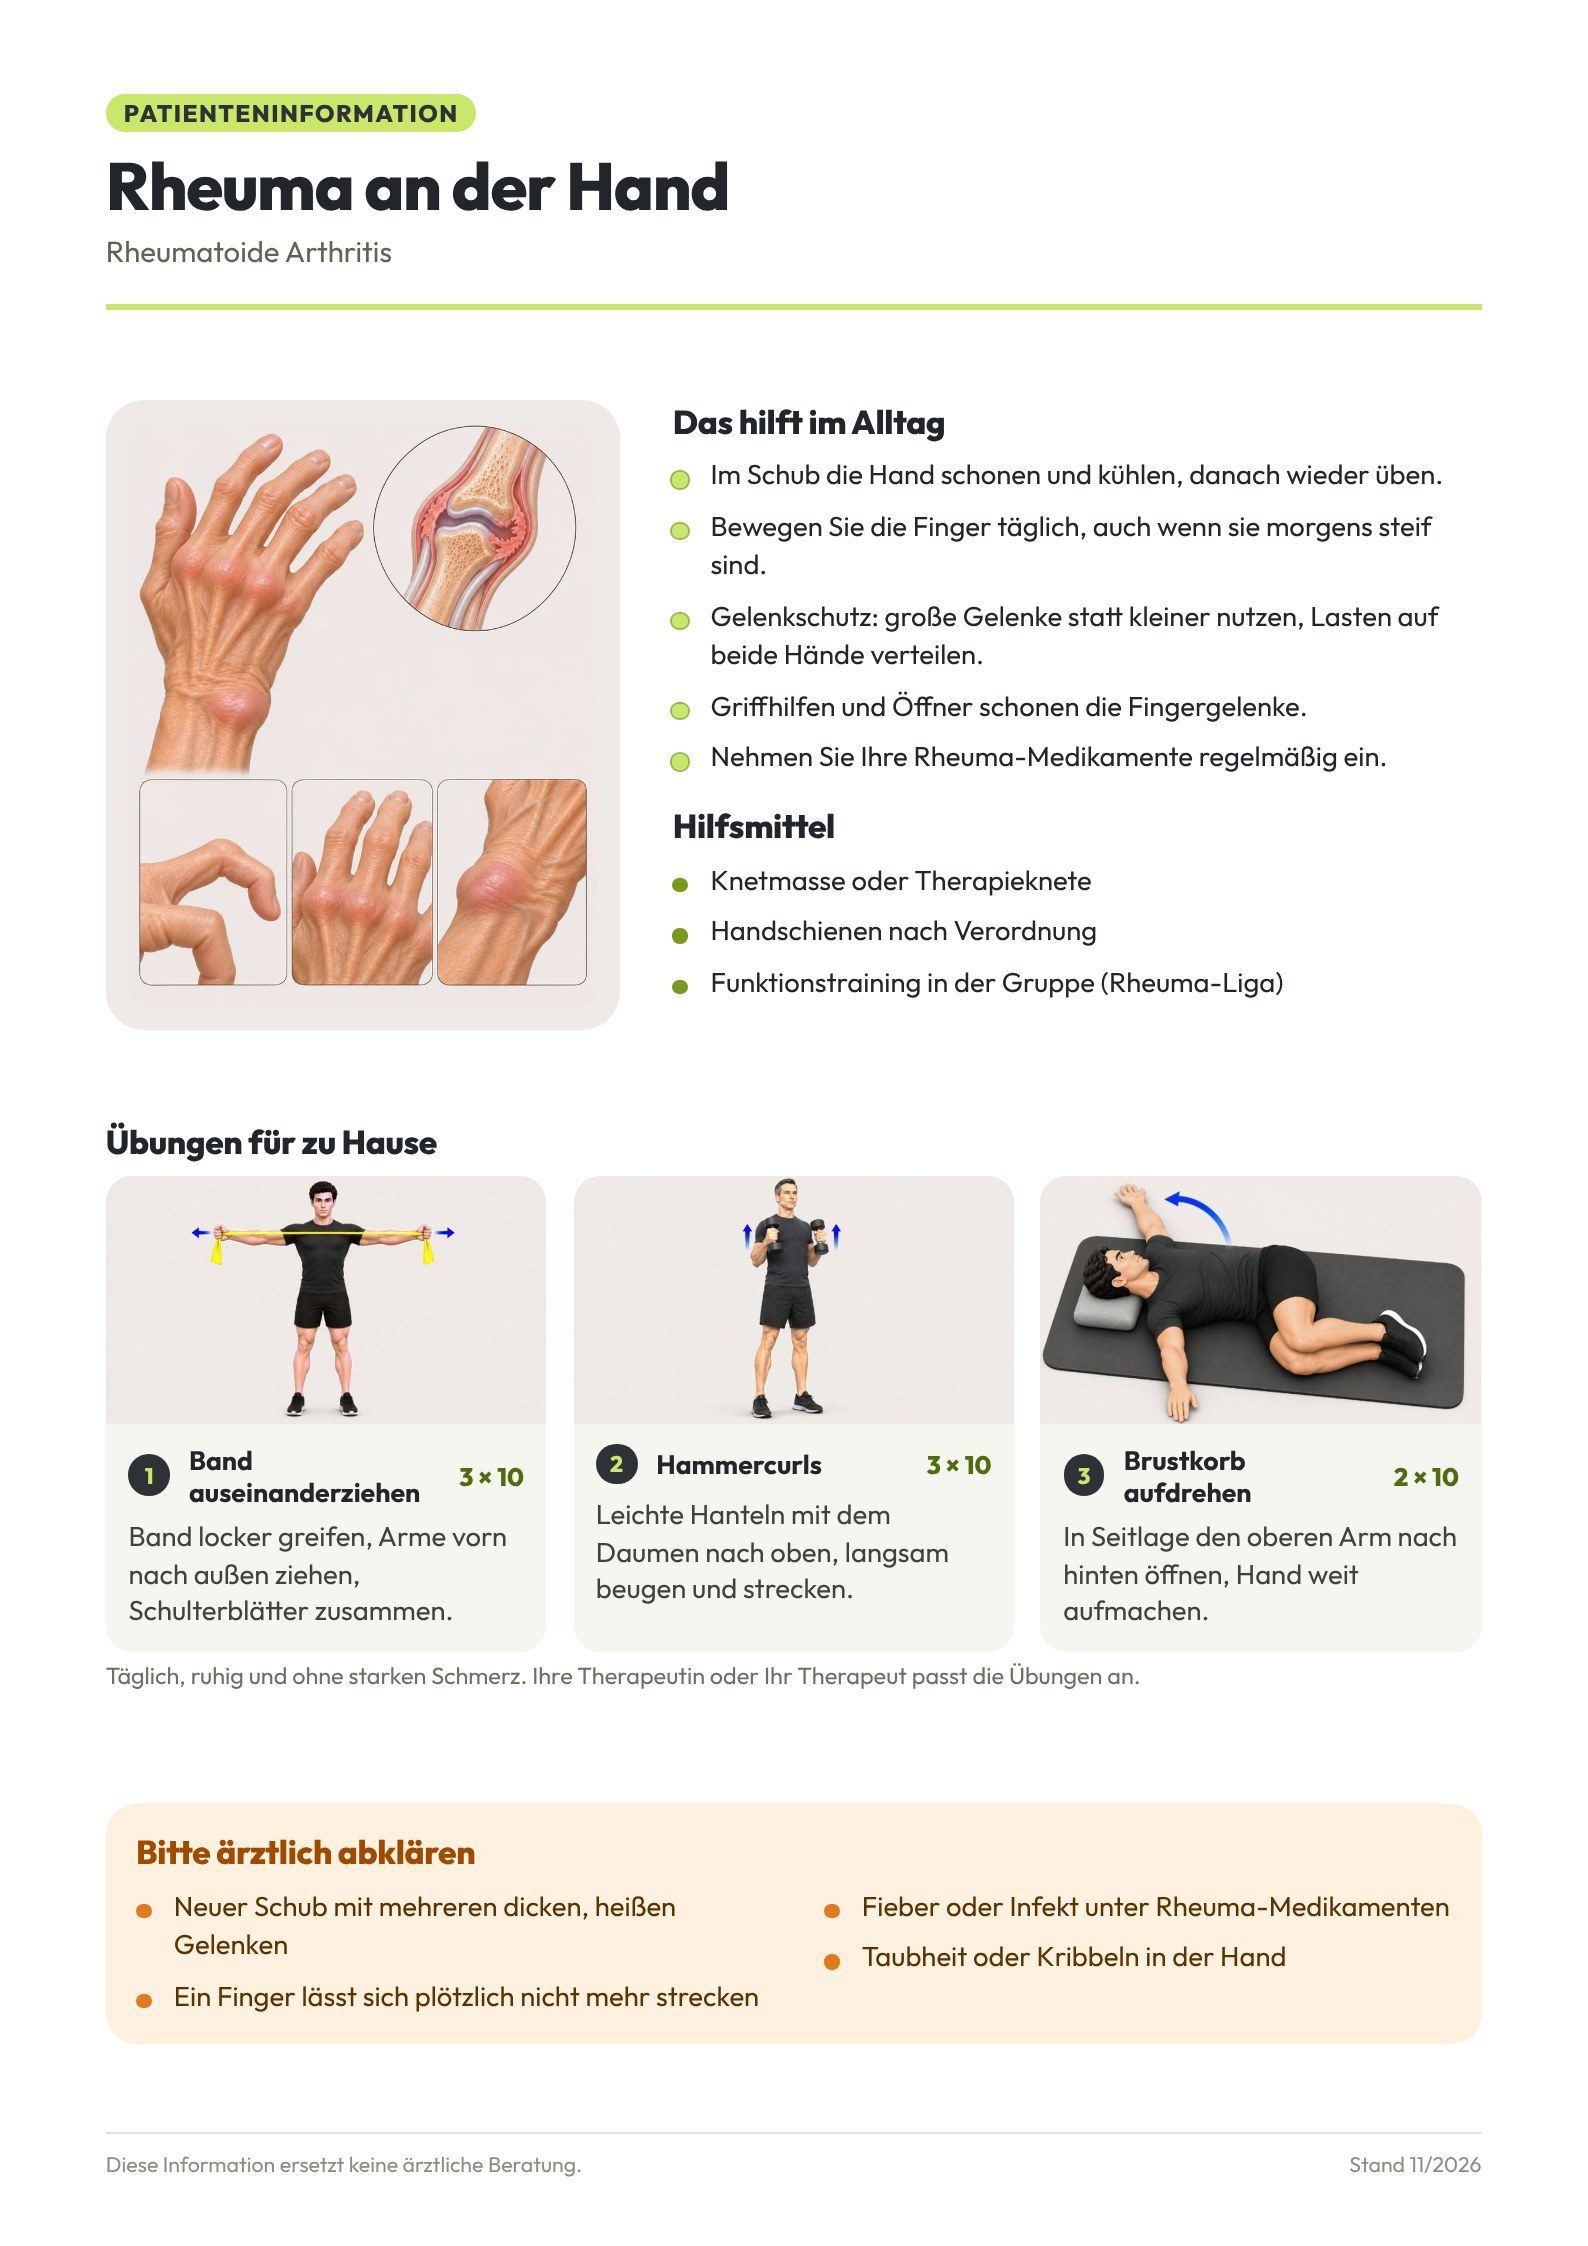 PATIENTENINFORMATION
Rheuma an der Hand
Rheumatoide Arthritis
Das hilft im Alltag
Im Schub die Hand schonen und kühlen, danach wieder üben.
Bewegen Sie die Finger täglich, auch wenn sie morgens steif
sind.
Gelenkschutz: große Gelenke statt kleiner nutzen, Lasten auf
beide Hände verteilen.
Griffhilfen und Öffner schonen die Fingergelenke.
Nehmen Sie Ihre Rheuma-Medikamente regelmäßig ein.
Hilfsmittel
Knetmasse oder Therapieknete
Handschienen nach Verordnung
Funktionstraining in der Gruppe (Rheuma-Liga)
Übungen für zu Hause
1 Band
auseinanderziehen 3 × 10
Band locker greifen, Arme vorn
nach außen ziehen,
Schulterblätter zusammen.
2 Hammercurls 3 × 10
Leichte Hanteln mit dem
Daumen nach oben, langsam
beugen und strecken.
3 Brustkorb
aufdrehen 2 × 10
In Seitlage den oberen Arm nach
hinten öffnen, Hand weit
aufmachen.
Täglich, ruhig und ohne starken Schmerz. Ihre Therapeutin oder Ihr Therapeut passt die Übungen an.
Bitte ärztlich abklären
Neuer Schub mit mehreren dicken, heißen
Gelenken
Ein Finger lässt sich plötzlich nicht mehr strecken
Fieber oder Infekt unter Rheuma-Medikamenten
Taubheit oder Kribbeln in der Hand
Diese Information ersetzt keine ärztliche Beratung.
Stand 11/2026